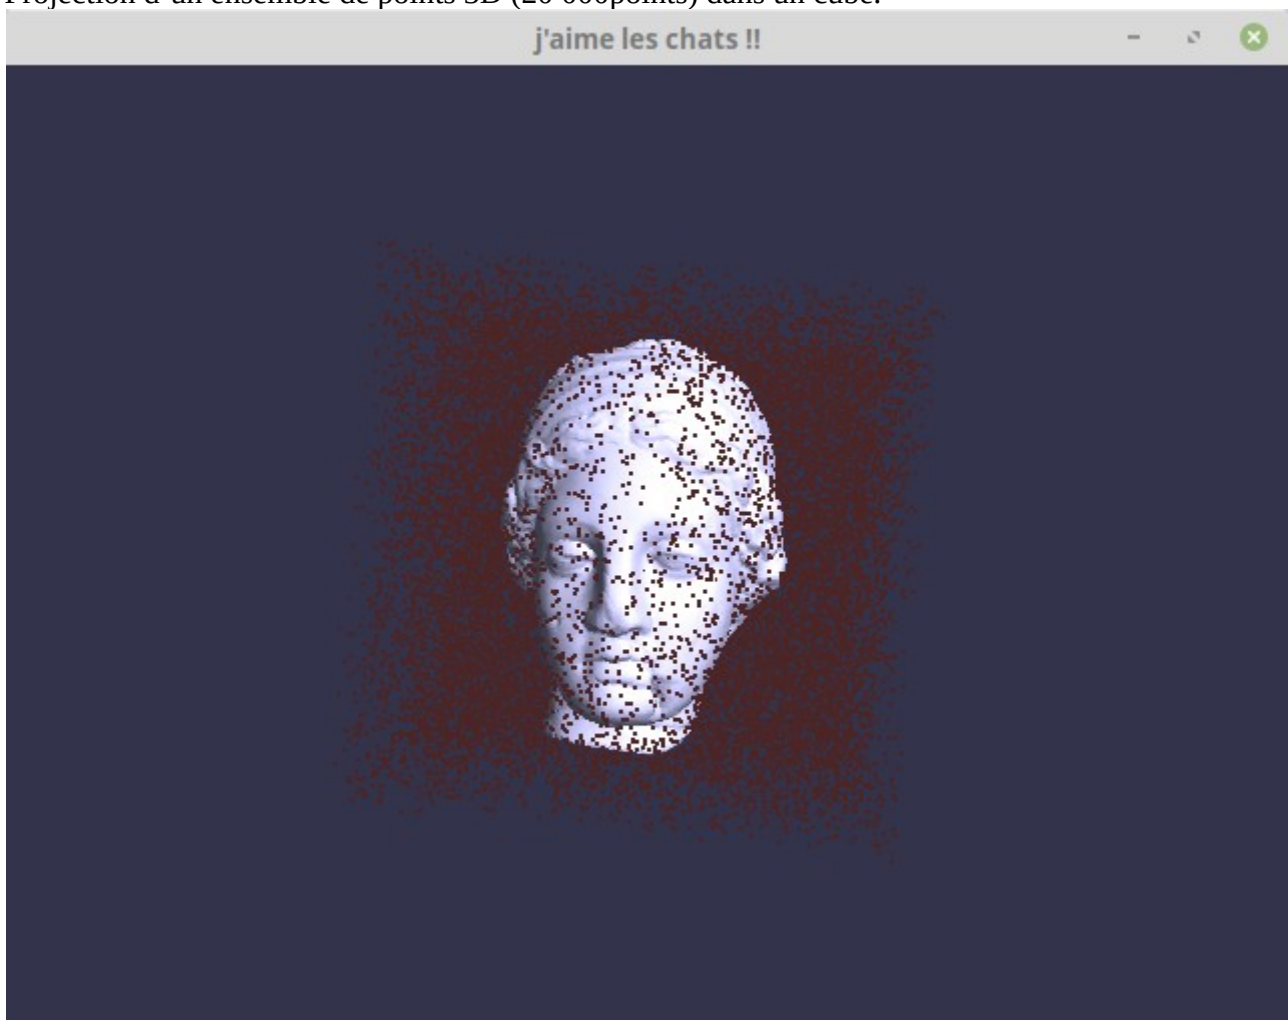 Projection d'un ensemble de points 3D (20 000points) dans un cube.
j'aime les chats !!